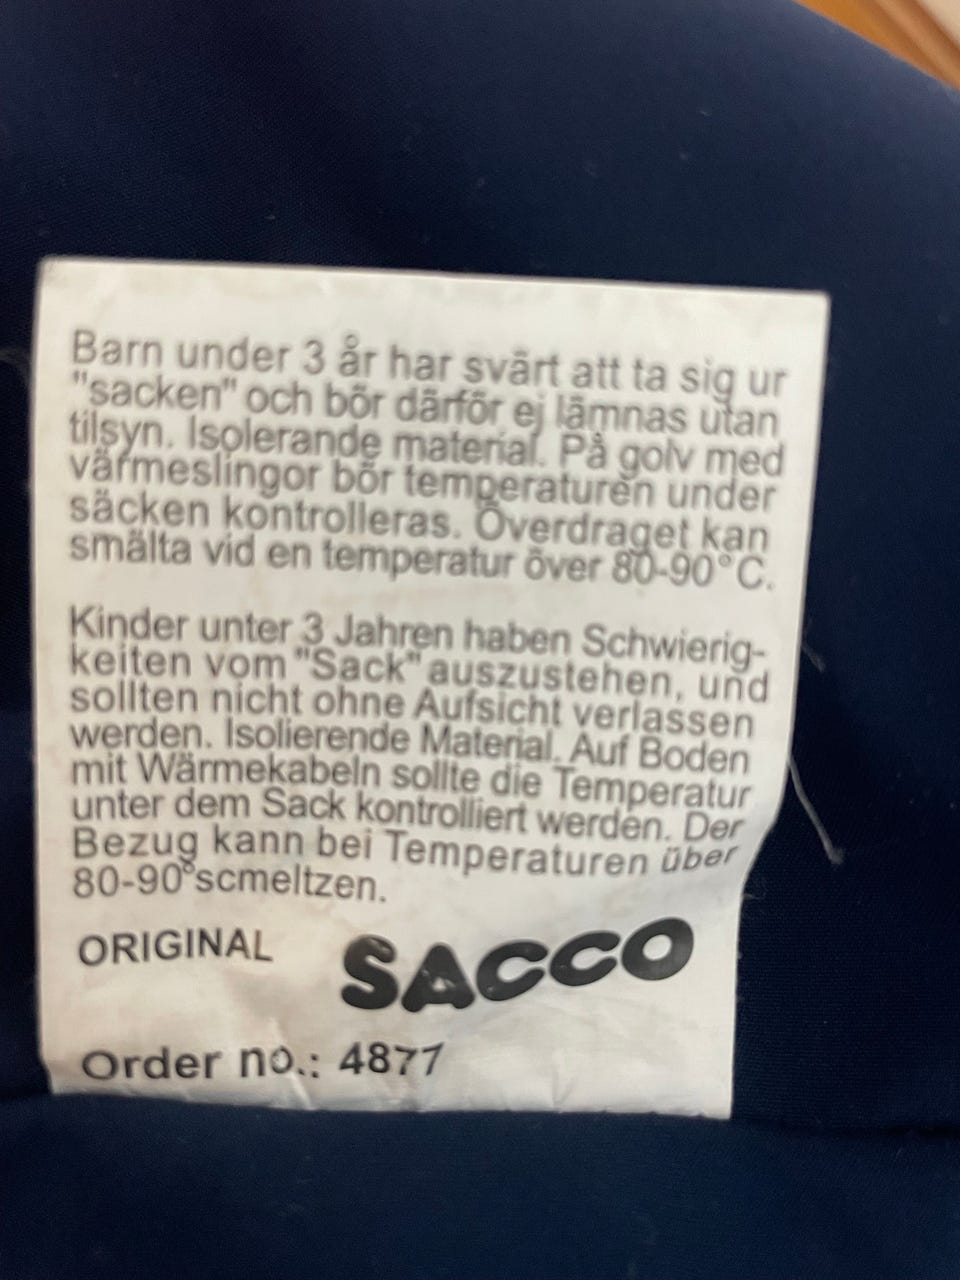 Barn under 3 år har svärt att ta sig ur
"sacken" och bör därför ej lämnas utan
tilsyn. Isolerande material. På golv med
värmeslingor bör temperaturen under
säcken kontrolleras. Överdraget kan
smälta vid en temperatur över 80-90°C.
Kinder unter 3 Jahren haben Schwierig-
keiten vom "Sack" auszustehen, und
sollten nicht ohne Aufsicht verlassen
werden. Isolierende Material. Auf Boden
mit Wärmekabeln sollte die Temperatur
unter dem Sack kontrolliert werden. Der
Bezug kann bei Temperaturen über
80-90°scmeltzen.
ORIGINAL SACCO
Order no.: 4877